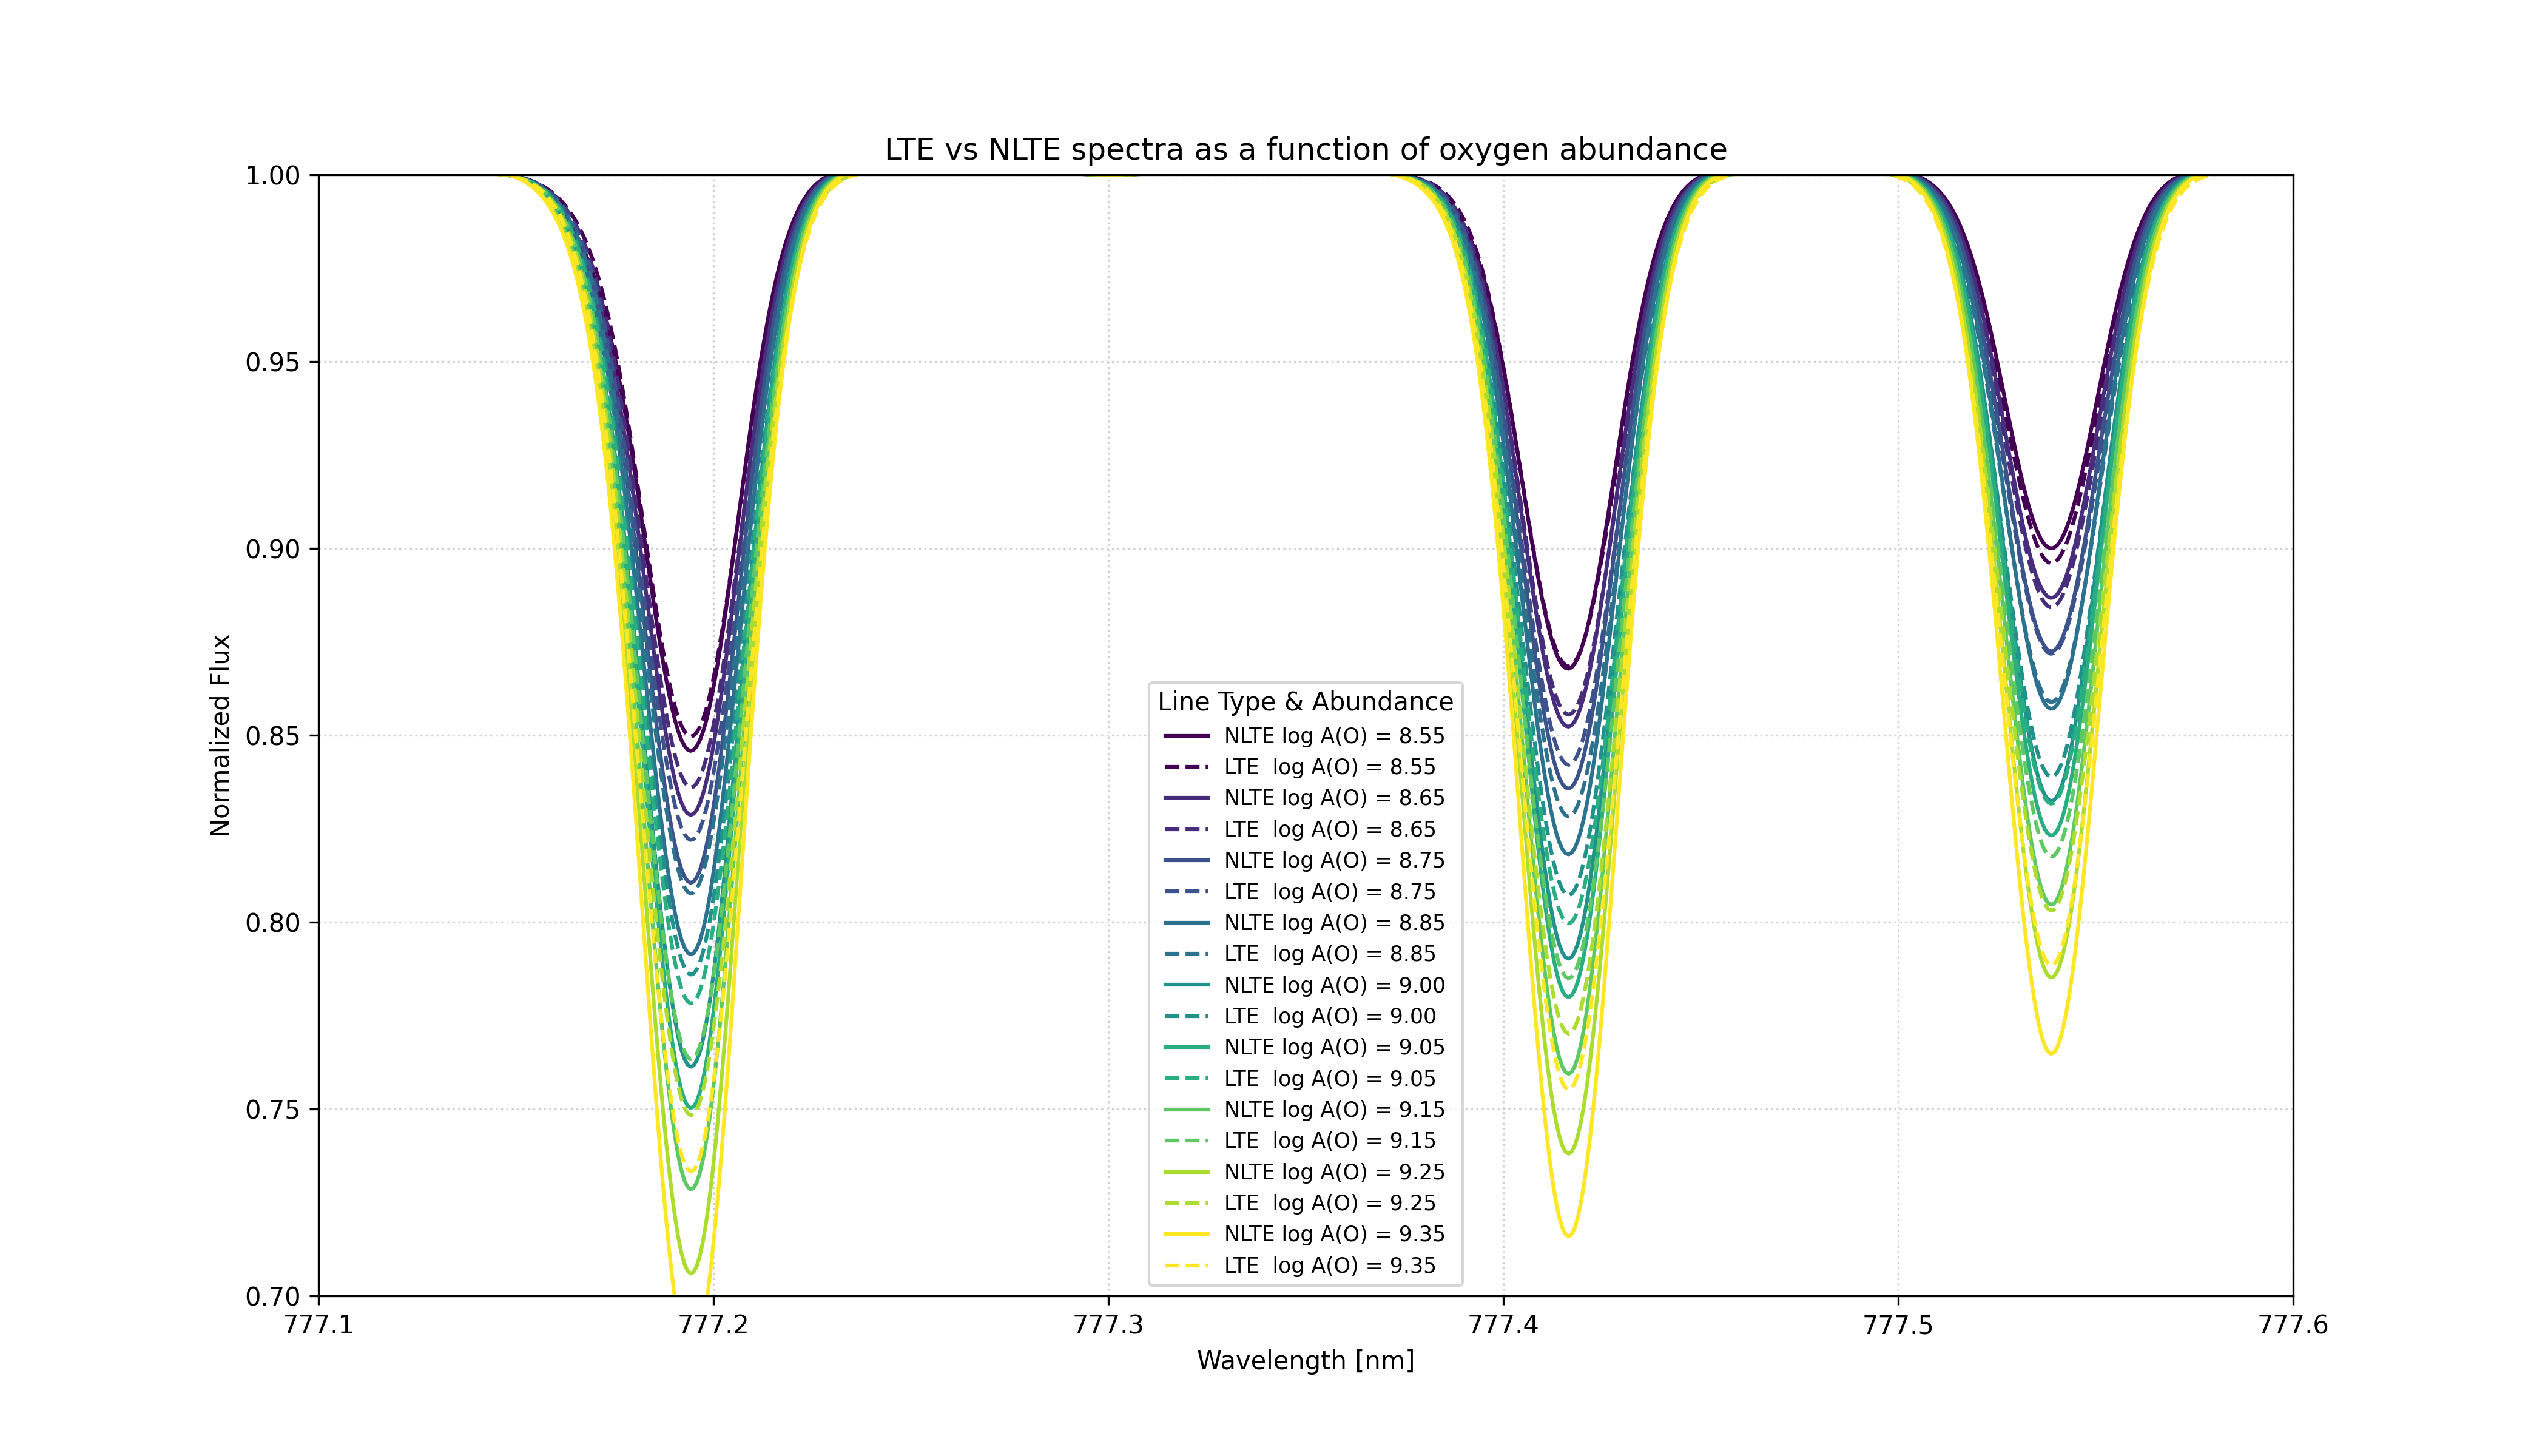 LTE vs NLTE spectra as a function of oxygen abundance
1.00
0.95
0.90
0.85
0.80
0.75
0.70
Normalized Flux
Line Type & Abundance
NLTE log A(O) = 8.55
LTE  log A(O) = 8.55
NLTE log A(O) = 8.65
LTE  log A(O) = 8.65
NLTE log A(O) = 8.75
LTE  log A(O) = 8.75
NLTE log A(O) = 8.85
LTE  log A(O) = 8.85
NLTE log A(O) = 9.00
LTE  log A(O) = 9.00
NLTE log A(O) = 9.05
LTE  log A(O) = 9.05
NLTE log A(O) = 9.15
LTE  log A(O) = 9.15
NLTE log A(O) = 9.25
LTE  log A(O) = 9.25
NLTE log A(O) = 9.35
LTE  log A(O) = 9.35
777.1 777.2 777.3 777.4 777.5 777.6
Wavelength [nm]